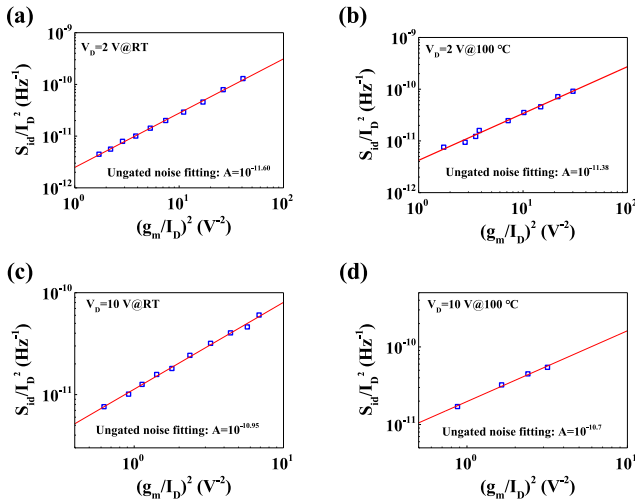 (a)
V_D=2 V@RT
S_id/I_D^2 (Hz^-1)
10^-9
10^-10
10^-11
10^-12
Ungated noise fitting: A=10^-11.60
10^0 10^1 10^2
(g_m/I_D)^2 (V^-2)
(b)
V_D=2 V@100 °C
S_id/I_D^2 (Hz^-1)
10^-9
10^-10
10^-11
10^-12
Ungated noise fitting: A=10^-11.38
10^0 10^1 10^2
(g_m/I_D)^2 (V^-2)
(c)
V_D=10 V@RT
S_id/I_D^2 (Hz^-1)
10^-10
10^-11
Ungated noise fitting: A=10^-10.95
10^0 10^1
(g_m/I_D)^2 (V^-2)
(d)
V_D=10 V@100 °C
S_id/I_D^2 (Hz^-1)
10^-10
10^-11
Ungated noise fitting: A=10^-10.7
10^0 10^1
(g_m/I_D)^2 (V^-2)